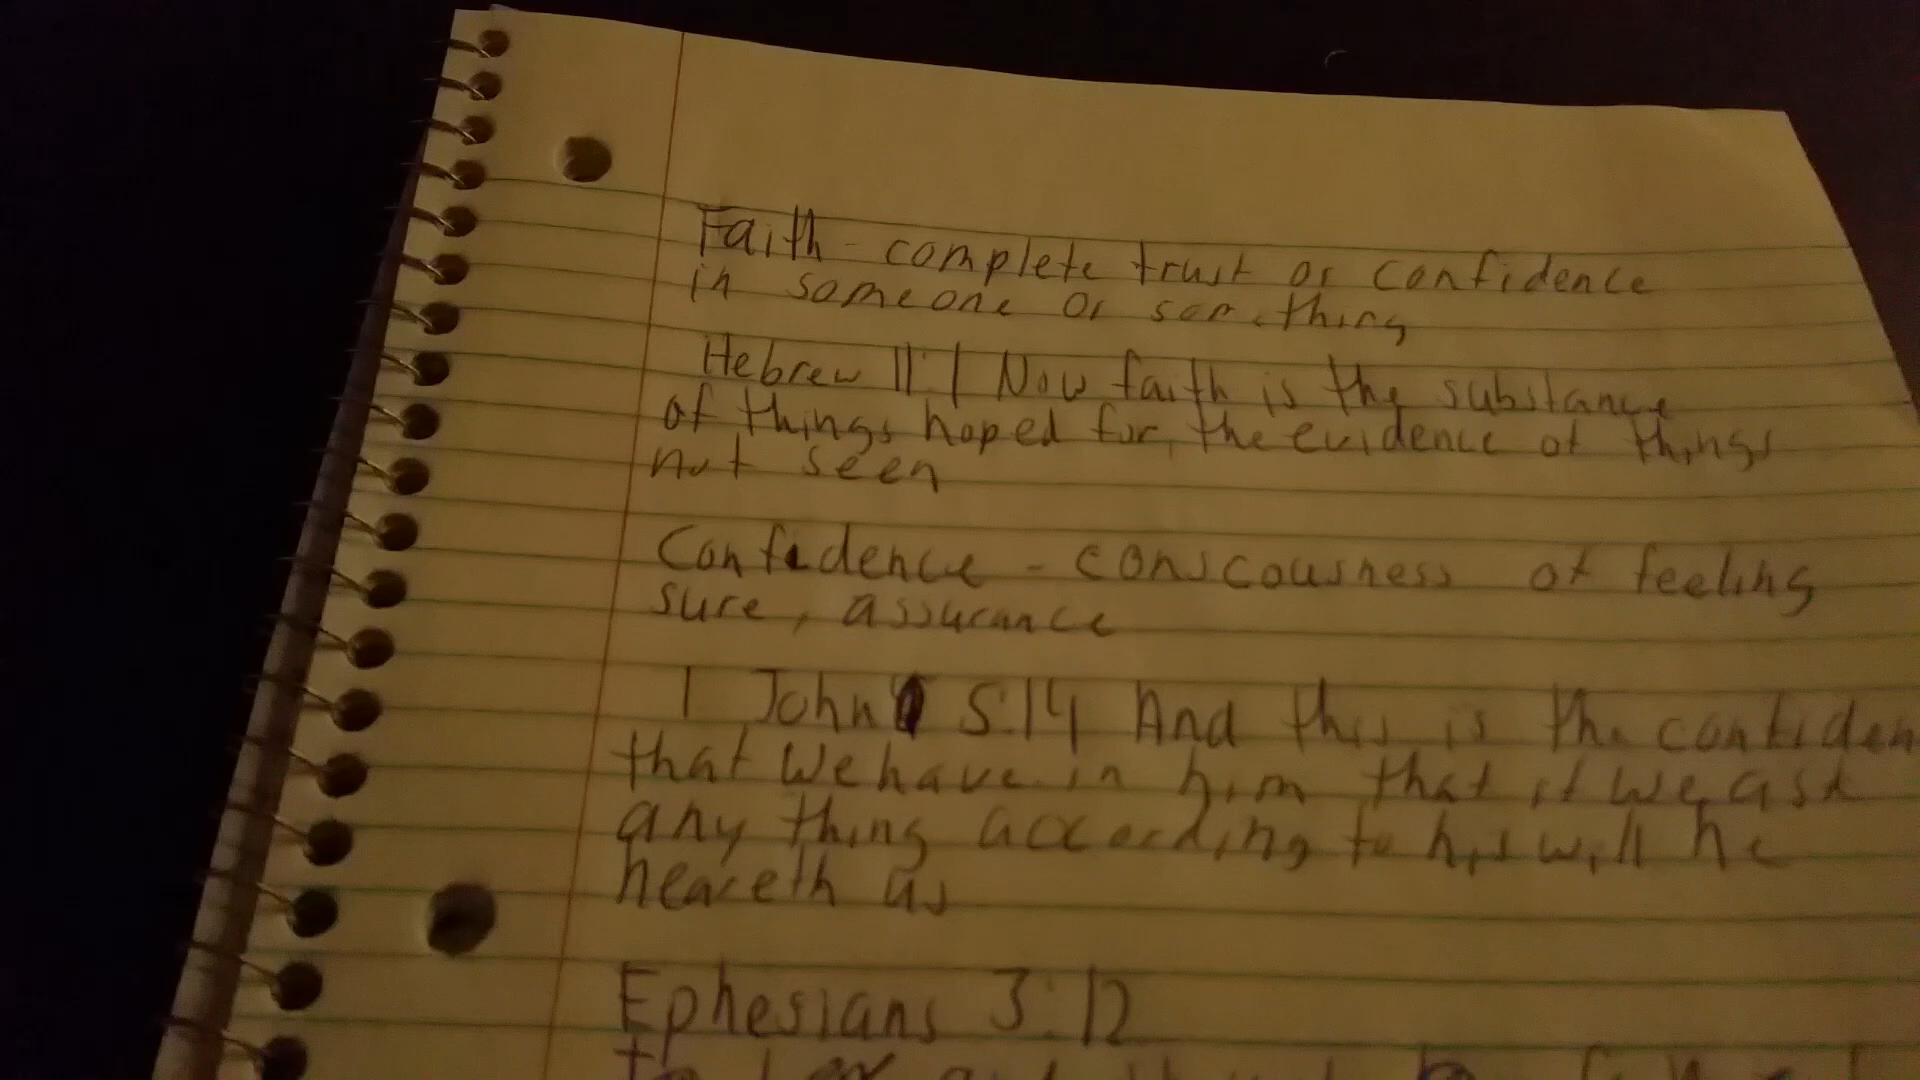 Faith - complete trust or confidence
in someone or something
Hebrew 11:1 Now faith is the substance
of things hoped for, the evidence of things
not seen
Confidence - conscousness of feeling
sure, assurance
1 John 5:14 And this is the confiden
that we have in him that if we ask
any thing according to his will he
heareth us
Ephesians 3:12